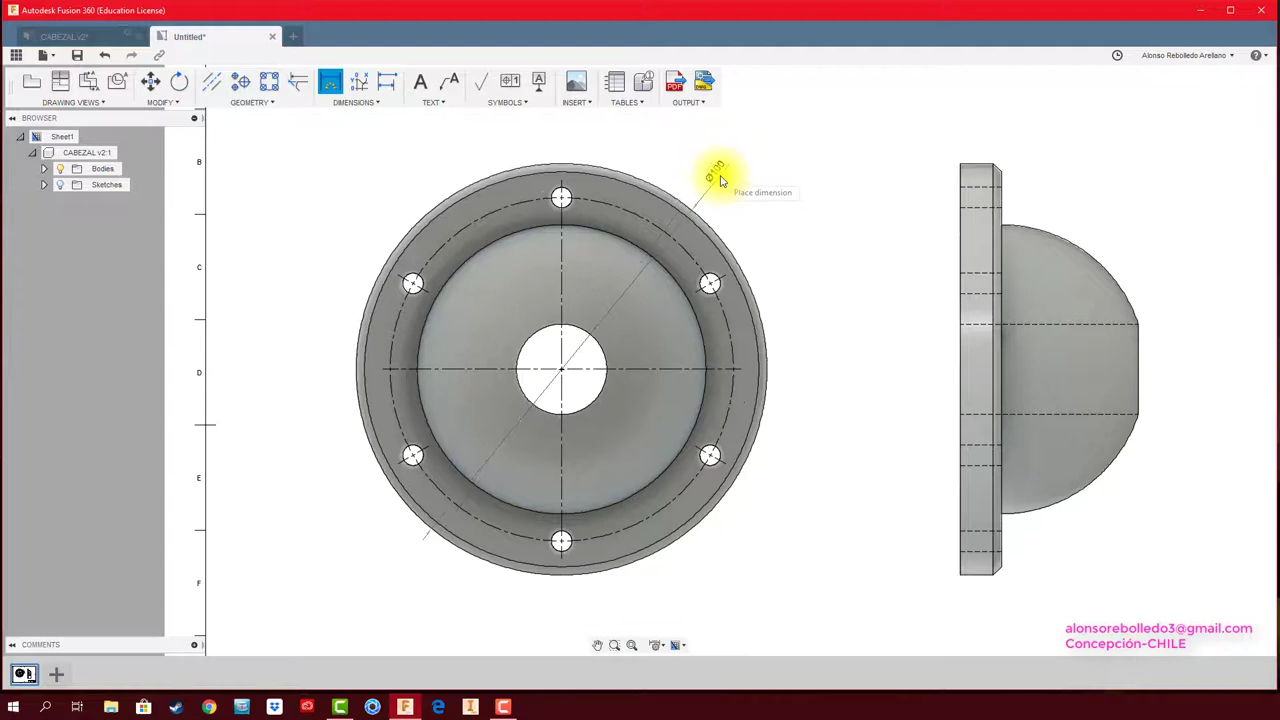 Autodesk Fusion 360 (Education License)
CABEZAL v2*
Untitled*
Alonso Rebolledo Arellano
DRAWING VIEWS
MODIFY
GEOMETRY
DIMENSIONS
TEXT
SYMBOLS
INSERT
TABLES
OUTPUT
BROWSER
Sheet1
CABEZAL v2:1
Bodies
Sketches
B
C
D
E
F
Ø100
Place dimension
COMMENTS
alonsorebolledo3@gmail.com
Concepción-CHILE